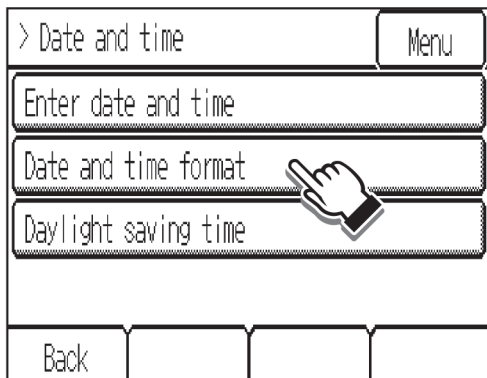 > Date and time
Menu
Enter date and time
Date and time format
Daylight saving time
Back